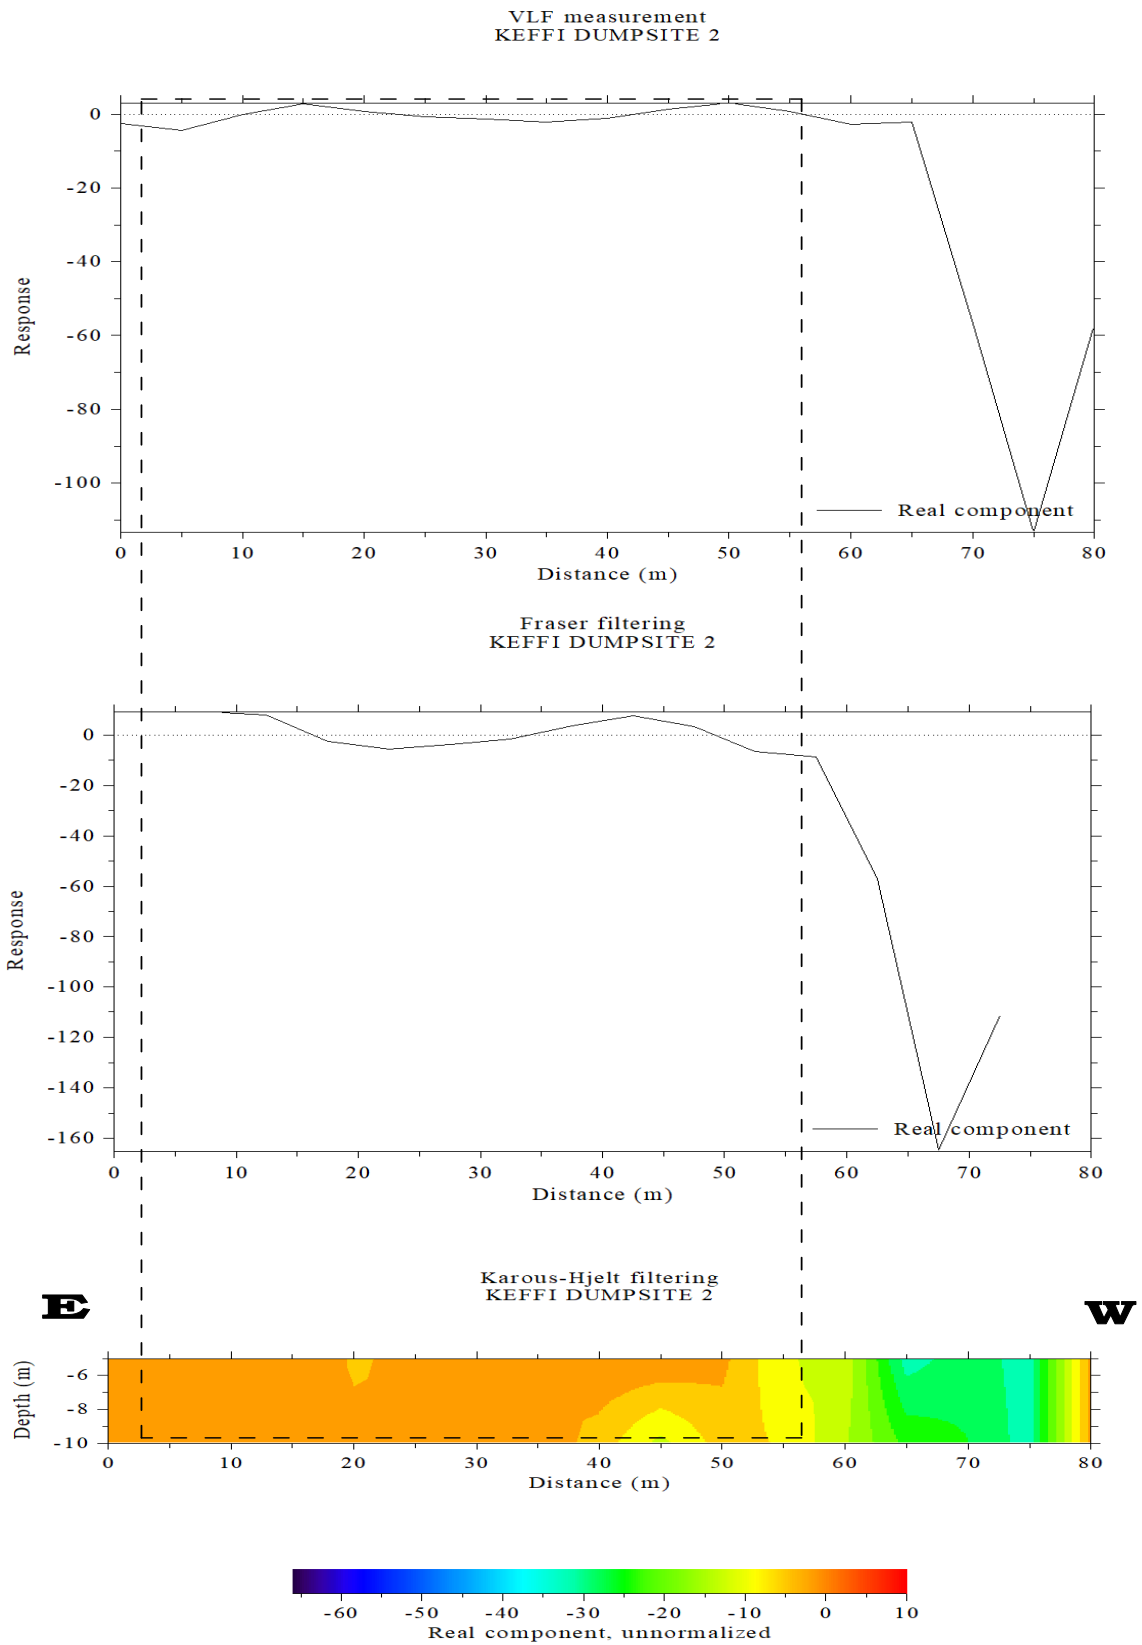 VLF measurement
KEFFI DUMPSITE 2
0
-20
-40
-60
-80
-100
Response
Real component
0 10 20 30 40 50 60 70 80
Distance (m)
Fraser filtering
KEFFI DUMPSITE 2
0
-20
-40
-60
-80
-100
-120
-140
-160
Response
Real component
0 10 20 30 40 50 60 70 80
Distance (m)
Karous-Hjelt filtering
KEFFI DUMPSITE 2
E W
-6
-8
-10
Depth (m)
0 10 20 30 40 50 60 70 80
Distance (m)
-60 -50 -40 -30 -20 -10 0 10
Real component, unnormalized